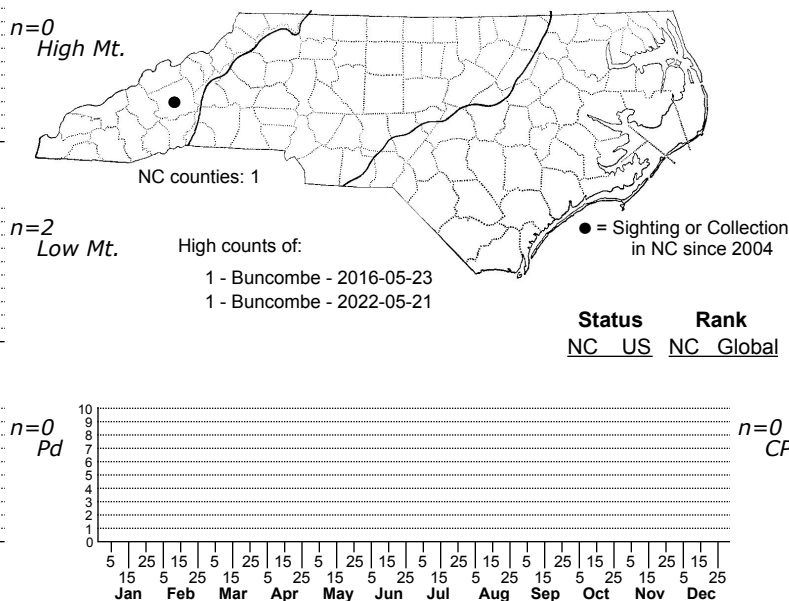 n=0
High Mt.
NC counties: 1
n=2
Low Mt.
High counts of:
1 - Buncombe - 2016-05-23
1 - Buncombe - 2022-05-21
● = Sighting or Collection
in NC since 2004
Status Rank
NC US NC Global
n=0
Pd
10
9
8
7
6
5
4
3
2
1
0
n=0
CP
5 25 15 5 25 15 5 25 15 5 25 15 5 25 15 5 25 15
15 5 25 15 5 25 15 5 25 15 5 25 15 5 25 15 5 25
Jan Feb Mar Apr May Jun Jul Aug Sep Oct Nov Dec